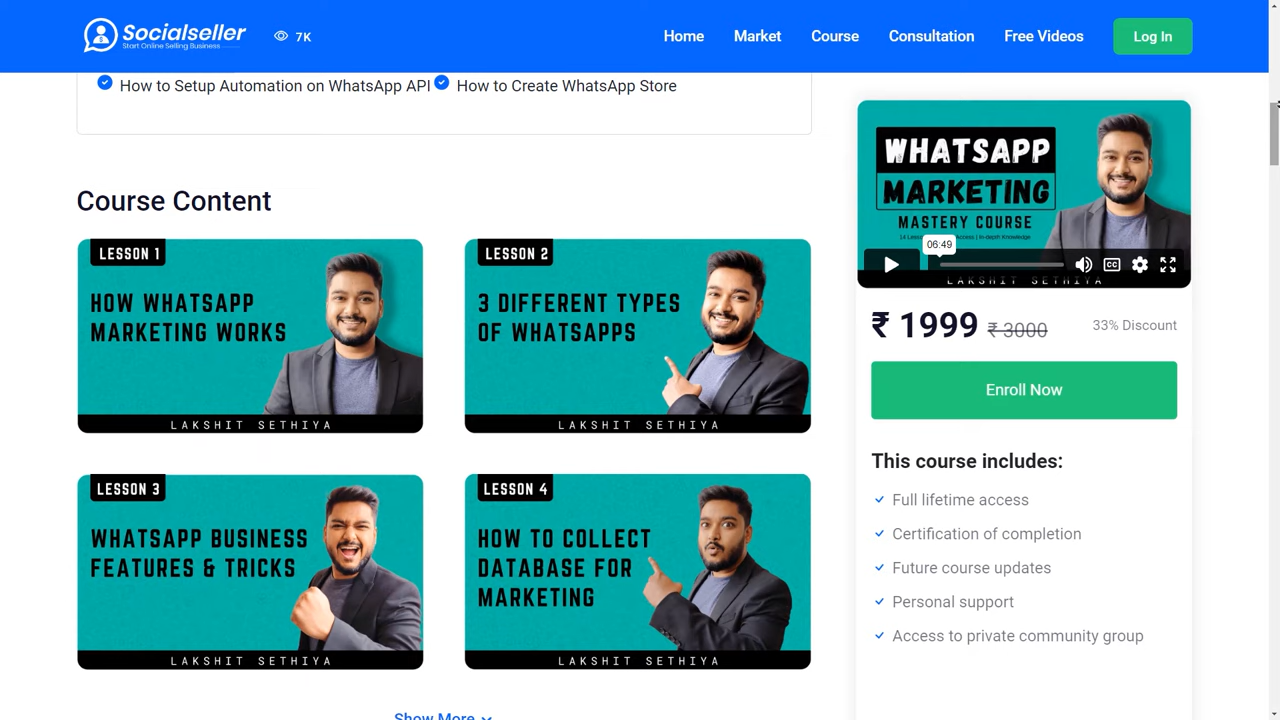 Socialseller
Start Online Selling Business
7K
Home
Market
Course
Consultation
Free Videos
Log In
How to Setup Automation on WhatsApp API
How to Create WhatsApp Store
Course Content
LESSON 1
HOW WHATSAPP
MARKETING WORKS
LAKSHIT SETHIYA
LESSON 2
3 DIFFERENT TYPES
OF WHATSAPPS
LAKSHIT SETHIYA
LESSON 3
WHATSAPP BUSINESS
FEATURES & TRICKS
LAKSHIT SETHIYA
LESSON 4
HOW TO COLLECT
DATABASE FOR
MARKETING
LAKSHIT SETHIYA
Show More
WHATSAPP
MARKETING
MASTERY COURSE
06:49
CC
LAKSHIT SETHIYA
₹ 1999 ₹ 3000 33% Discount
Enroll Now
This course includes:
Full lifetime access
Certification of completion
Future course updates
Personal support
Access to private community group